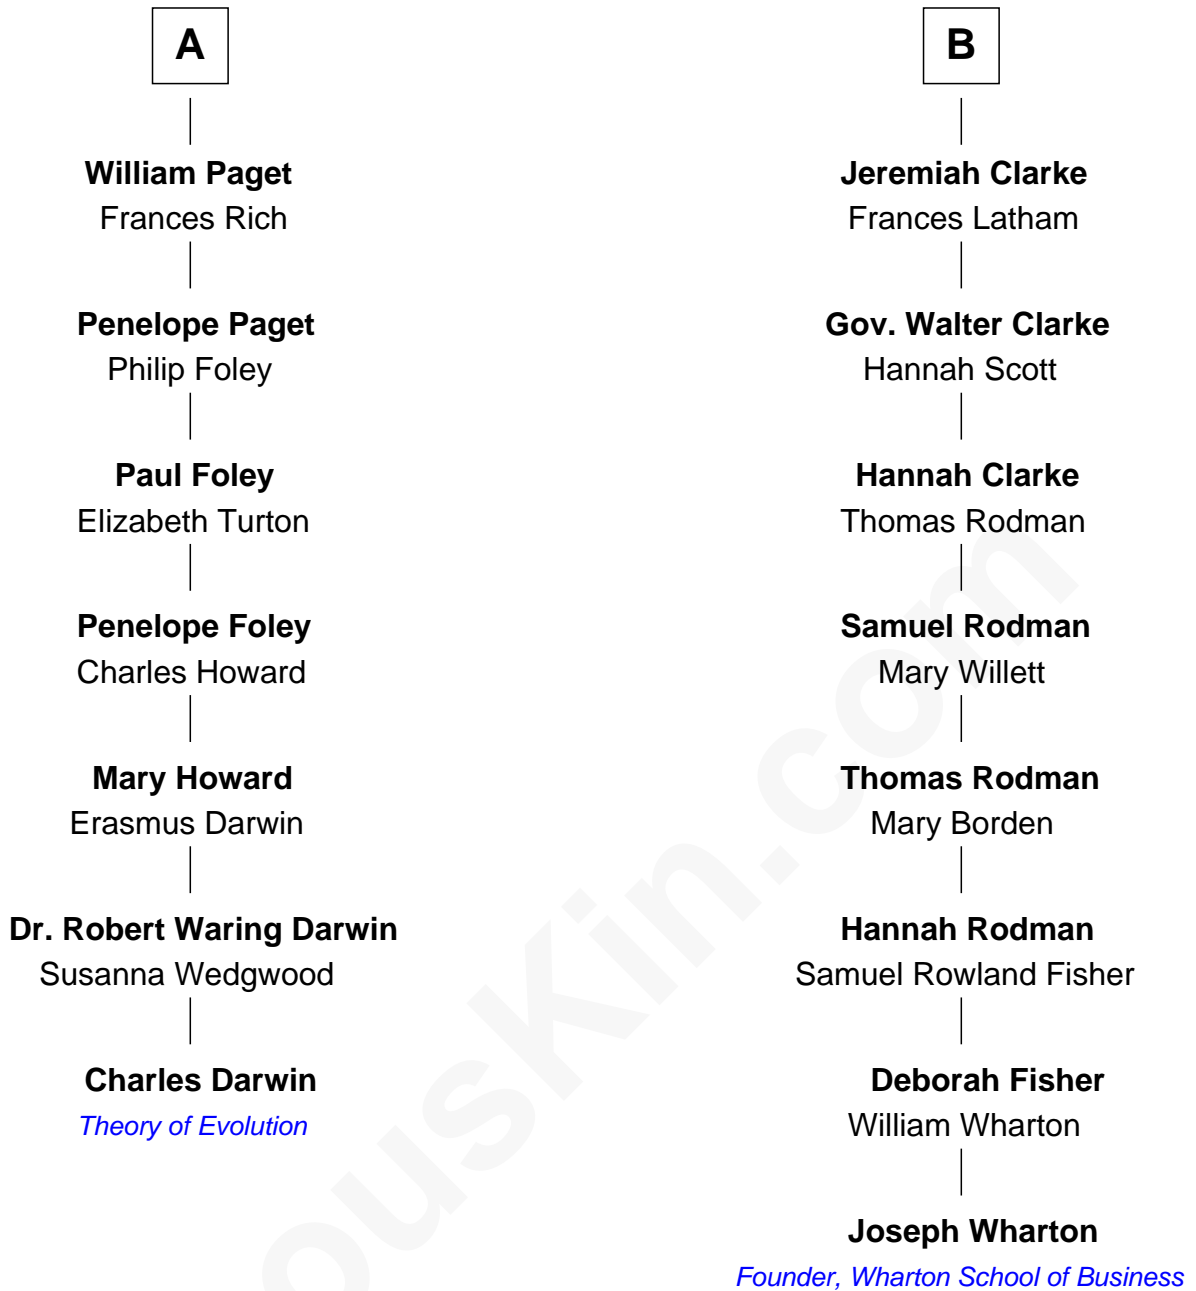 A
William Paget
Frances Rich
Penelope Paget
Philip Foley
Paul Foley
Elizabeth Turton
Penelope Foley
Charles Howard
Mary Howard
Erasmus Darwin
Dr. Robert Waring Darwin
Susanna Wedgwood
Charles Darwin
Theory of Evolution
B
Jeremiah Clarke
Frances Latham
Gov. Walter Clarke
Hannah Scott
Hannah Clarke
Thomas Rodman
Samuel Rodman
Mary Willett
Thomas Rodman
Mary Borden
Hannah Rodman
Samuel Rowland Fisher
Deborah Fisher
William Wharton
Joseph Wharton
Founder, Wharton School of Business
ousKin.com